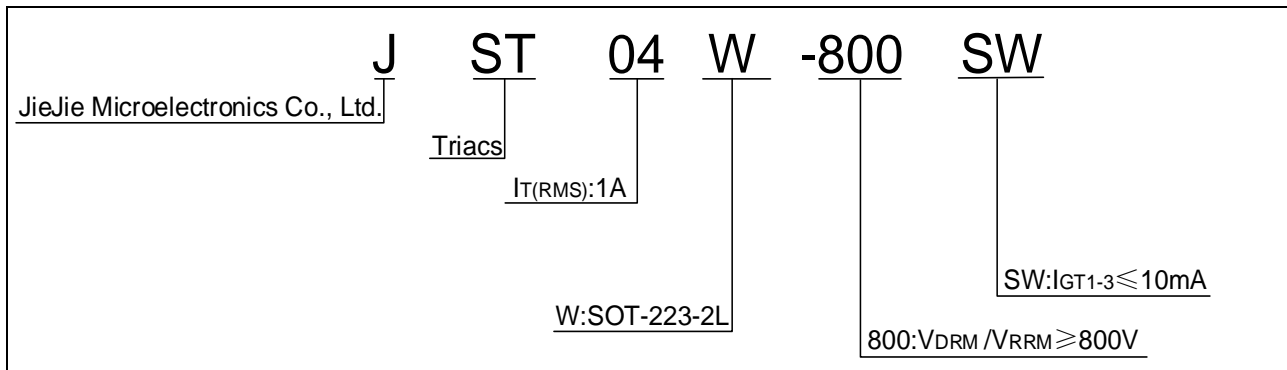 J ST 04 W -800 SW
JieJie Microelectronics Co., Ltd.
Triacs
IT(RMS):1A
SW:IGT1-3≤10mA
W:SOT-223-2L
800:VDRM /VRRM≥800V